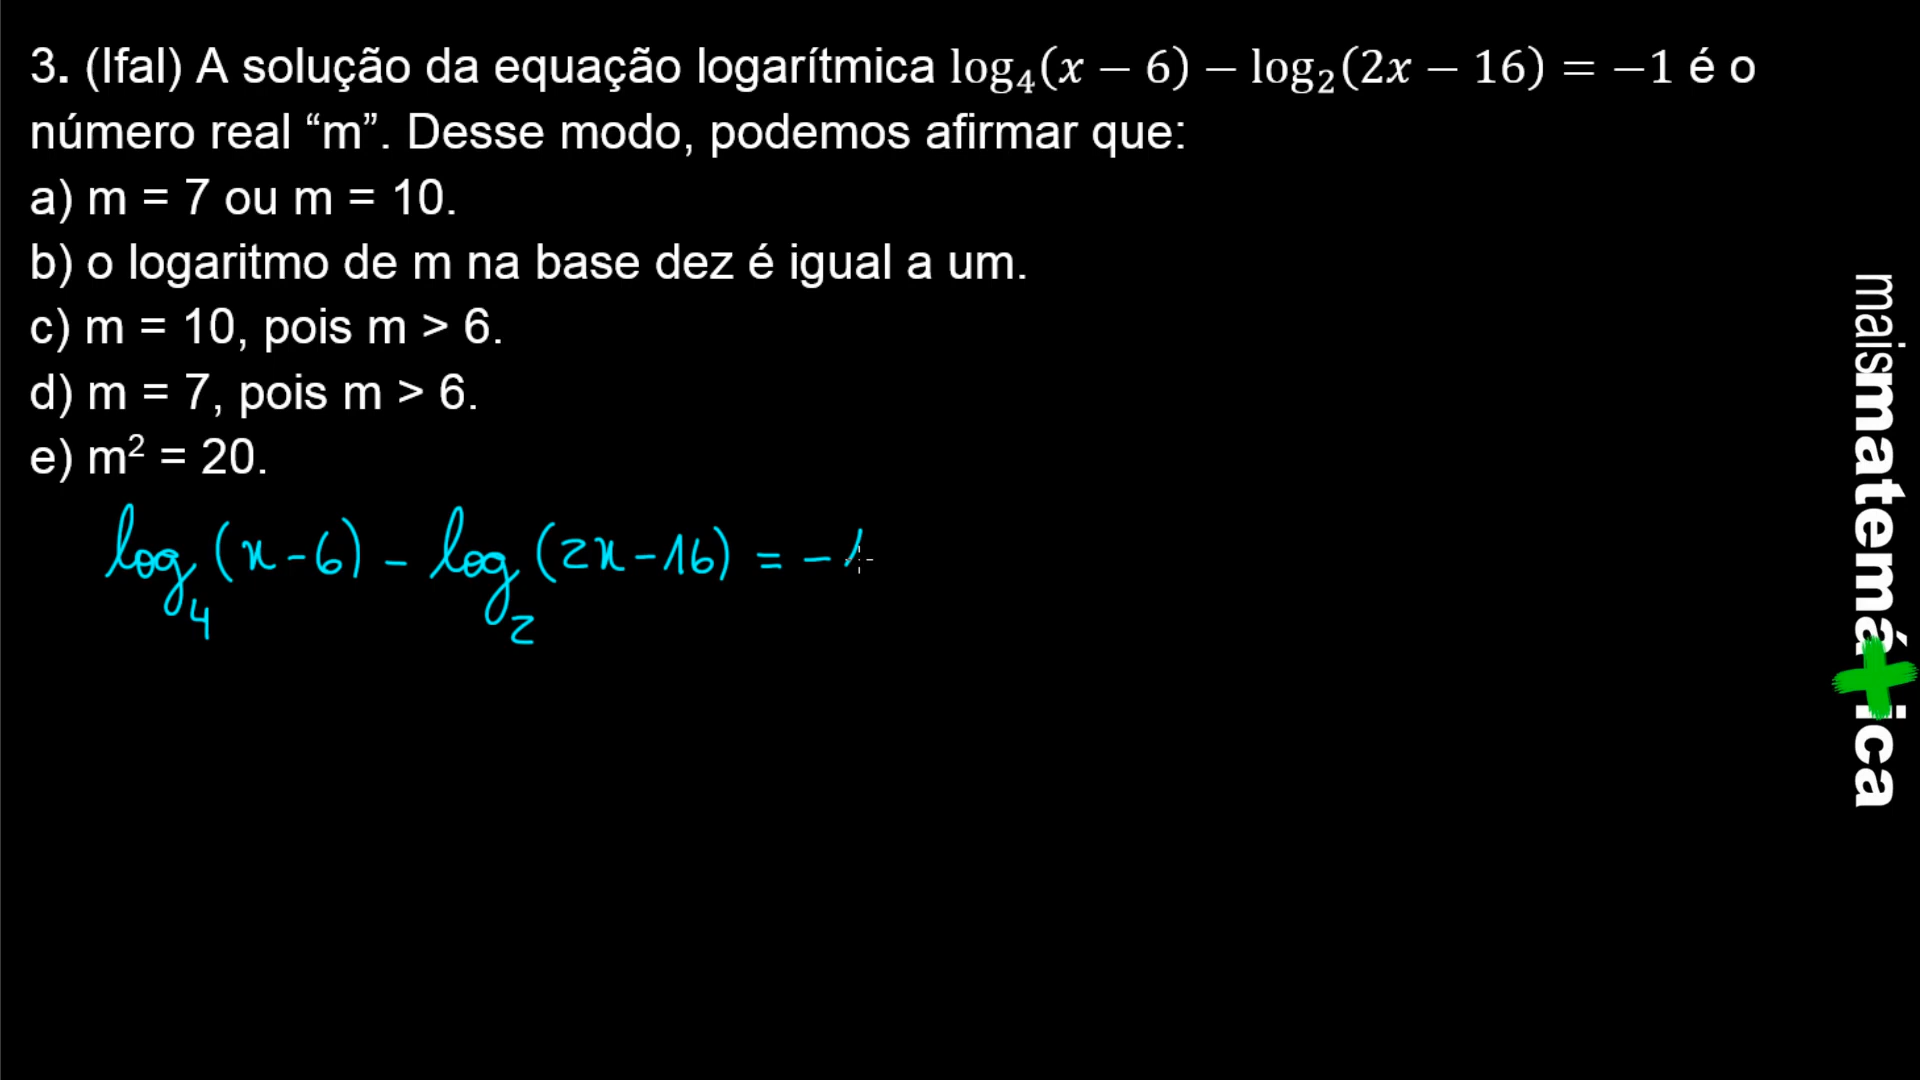 3. (Ifal) A solução da equação logarítmica log₄(x − 6) − log₂(2x − 16) = −1 é o
número real “m”. Desse modo, podemos afirmar que:
a) m = 7 ou m = 10.
b) o logaritmo de m na base dez é igual a um.
c) m = 10, pois m > 6.
d) m = 7, pois m > 6.
e) m² = 20.
log₄(x-6) - log₂(2x-16) = -1
maismatemática